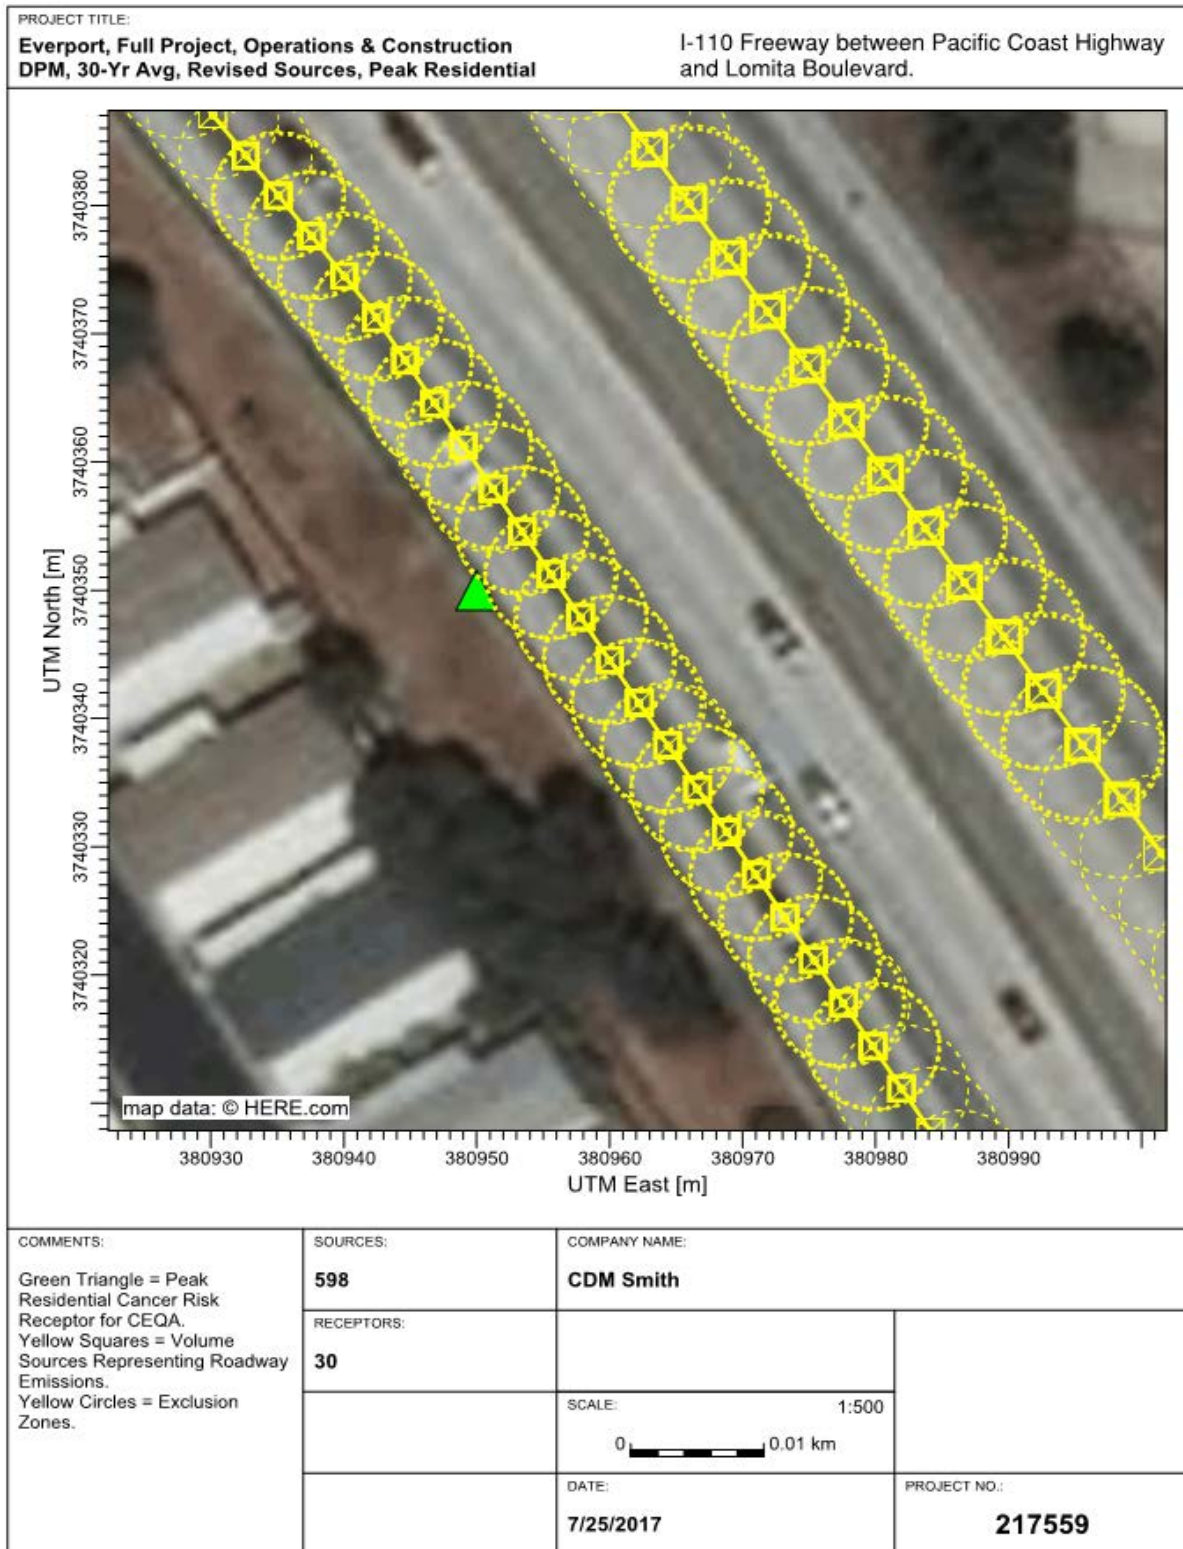 PROJECT TITLE:
Everport, Full Project, Operations & Construction
DPM, 30-Yr Avg, Revised Sources, Peak Residential
I-110 Freeway between Pacific Coast Highway
and Lomita Boulevard.
UTM North [m]
3740380
3740370
3740360
3740350
3740340
3740330
3740320
map data: © HERE.com
380930
380940
380950
380960
380970
380980
380990
UTM East [m]
COMMENTS:
Green Triangle = Peak
Residential Cancer Risk
Receptor for CEQA.
Yellow Squares = Volume
Sources Representing Roadway
Emissions.
Yellow Circles = Exclusion
Zones.
SOURCES:
598
RECEPTORS:
30
COMPANY NAME:
CDM Smith
SCALE:
1:500
0
0.01 km
DATE:
7/25/2017
PROJECT NO.:
217559